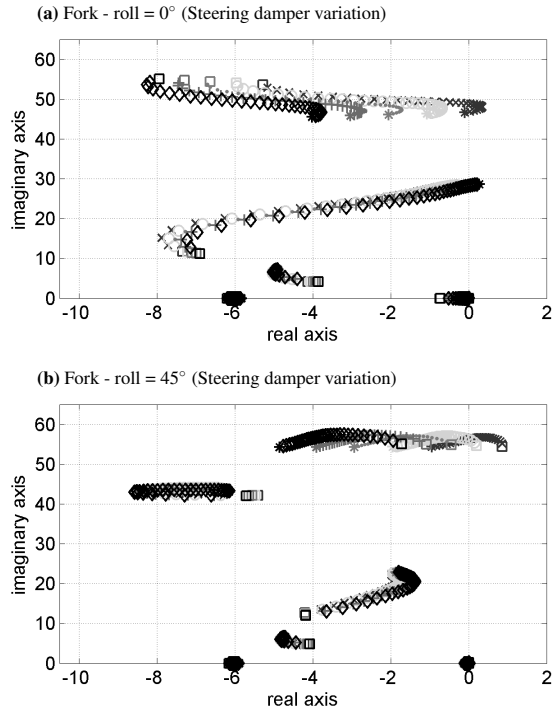 (a) Fork - roll = 0° (Steering damper variation)
60
50
40
30
20
10
0
imaginary axis
-10 -8 -6 -4 -2 0 2
real axis
(b) Fork - roll = 45° (Steering damper variation)
60
50
40
30
20
10
0
imaginary axis
-10 -8 -6 -4 -2 0 2
real axis